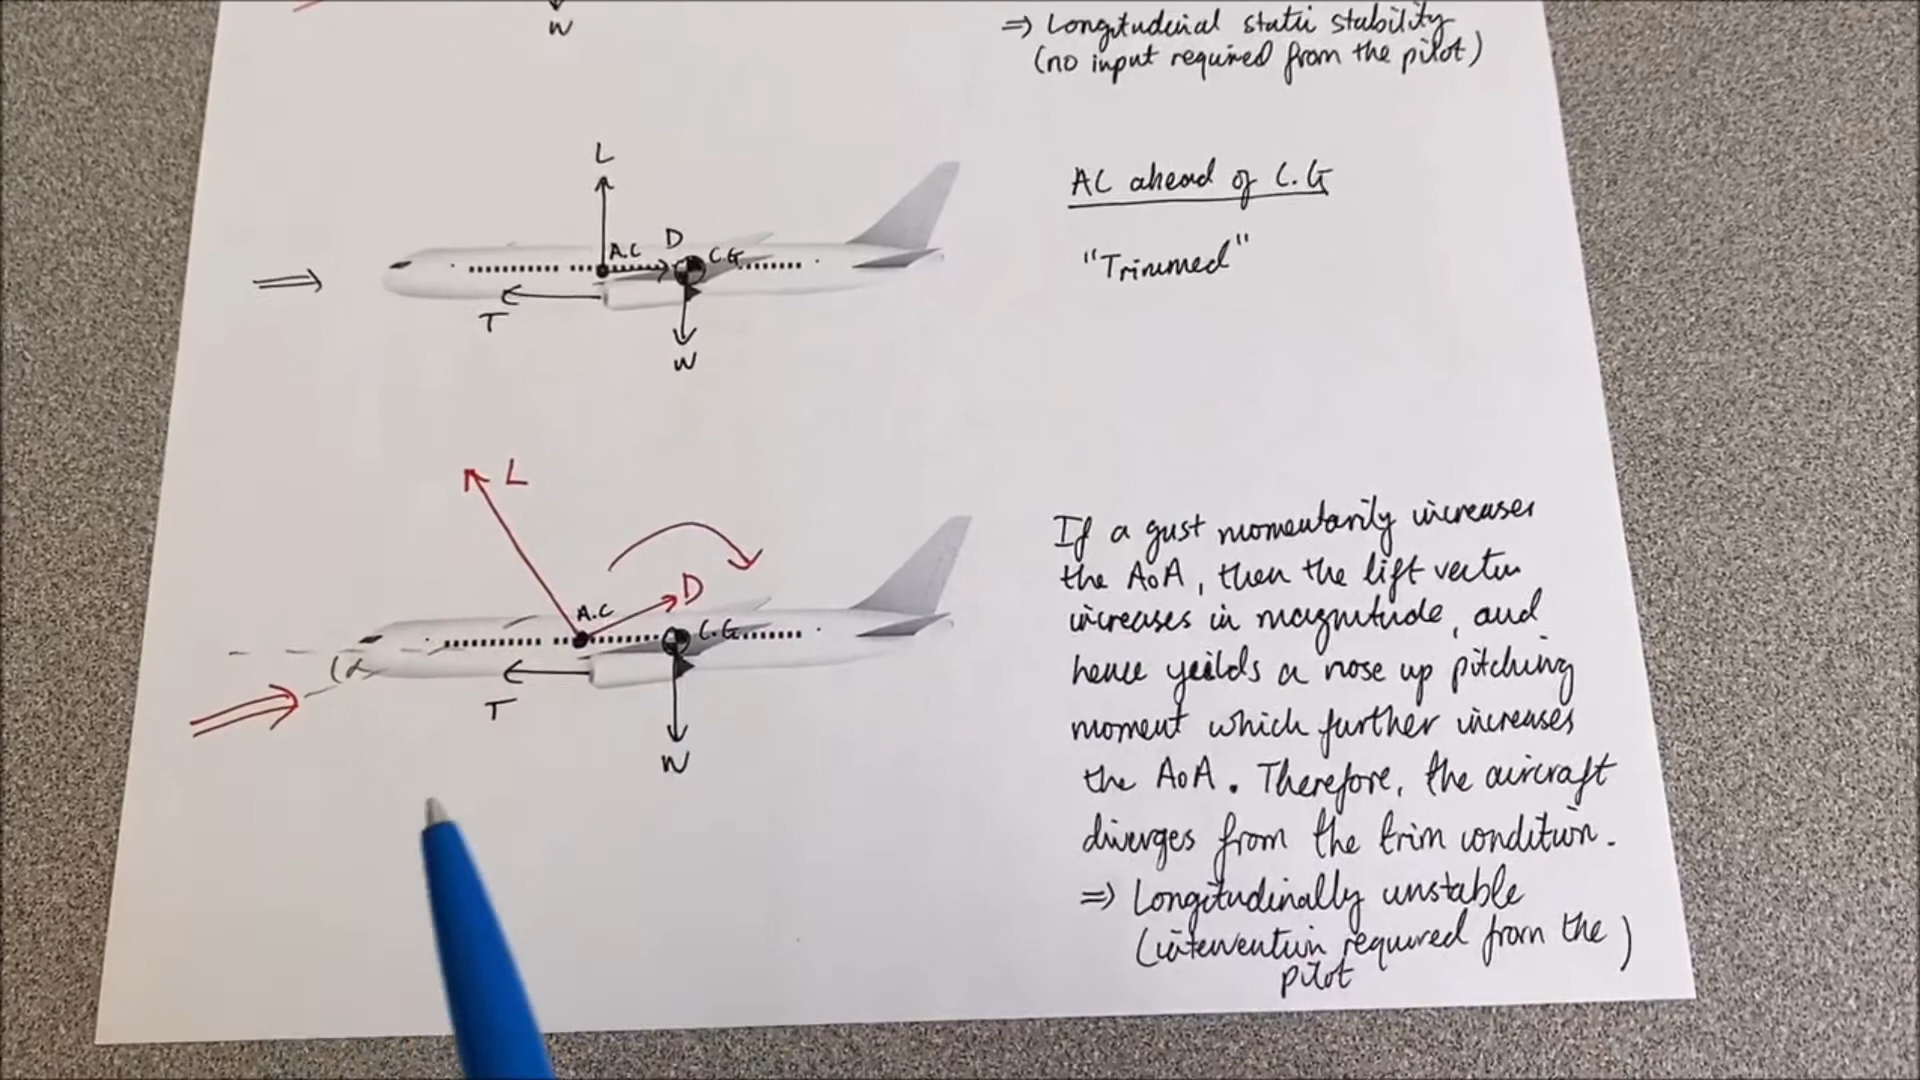 W
=> Longitudinal static stability
(no input required from the pilot)
L
A.C
D
C.G
T
W
AC ahead of C.G
"Trimmed"
L
A.C
D
C.G
α
T
W
If a gust momentarily increases
the AoA, then the lift vector
increases in magnitude, and
hence yeilds a nose up pitching
moment which further increases
the AoA. Therefore, the aircraft
diverges from the trim condition.
=> Longitudinally unstable
(intervention required from the)
pilot